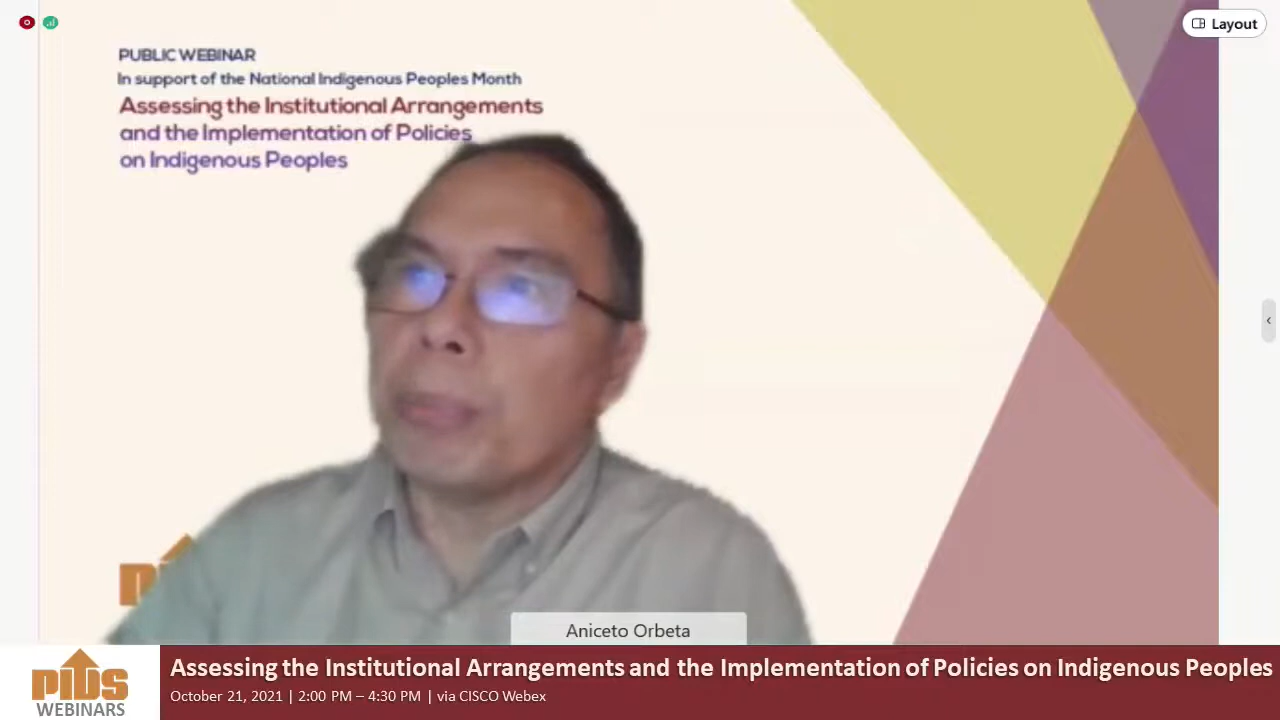 Layout
PUBLIC WEBINAR
In support of the National Indigenous Peoples Month
Assessing the Institutional Arrangements
and the Implementation of Policies
on Indigenous Peoples
Aniceto Orbeta
PIDS
WEBINARS
Assessing the Institutional Arrangements and the Implementation of Policies on Indigenous Peoples
October 21, 2021 | 2:00 PM – 4:30 PM | via CISCO Webex